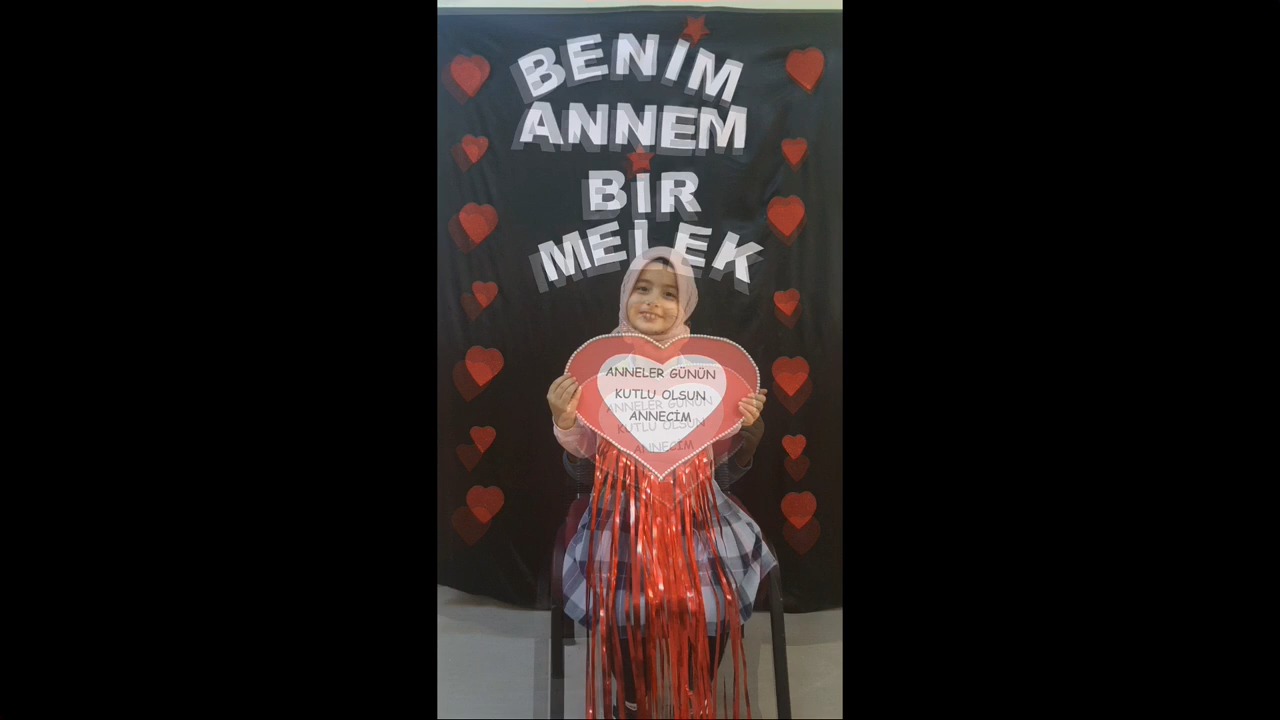 BENİM
ANNEM
BİR
MELEK
ANNELER GÜNÜN
KUTLU OLSUN
ANNECİM